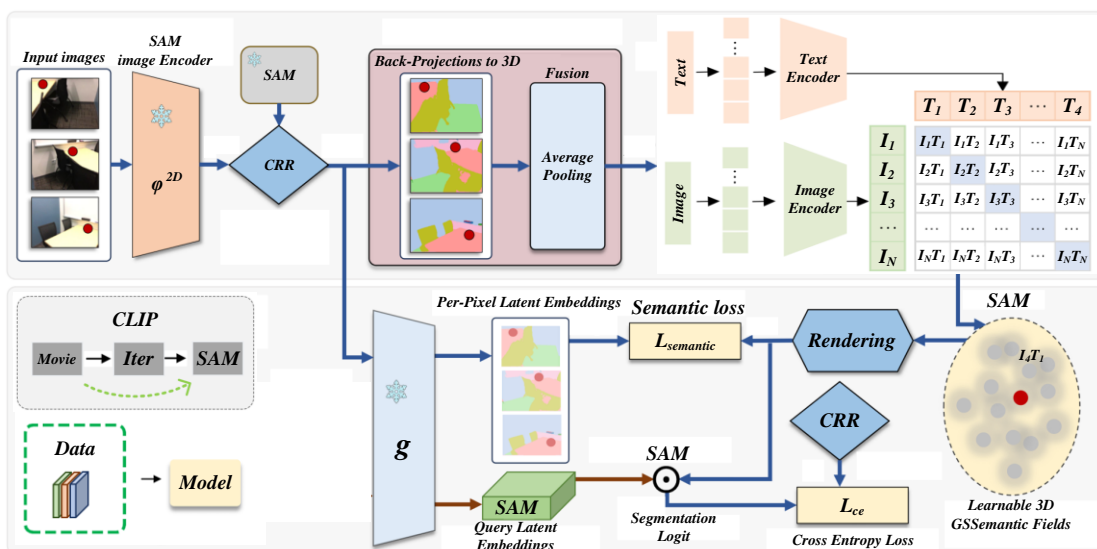 Input images
SAM
image Encoder
φ 2D
SAM
CRR
Back-Projections to 3D
Fusion
Average
Pooling
Text
Text
Encoder
Image
Image
Encoder
T1 T2 T3 ... T4
I1 I1T1 I1T2 I1T3 ... I1TN
I2 I2T1 I2T2 I2T3 ... I2TN
I3 I3T1 I3T2 I3T3 ... I3TN
... ... ... ... ... ...
IN INT1 INT2 INT3 ... INTN
CLIP
Movie Iter SAM
Data
Model
g
Per-Pixel Latent Embeddings
Semantic loss
Lsemantic
Rendering
SAM
I4T1
CRR
SAM
SAM
Query Latent
Embeddings
Segmentation
Logit
Lce
Cross Entropy Loss
Learnable 3D
GSSemantic Fields